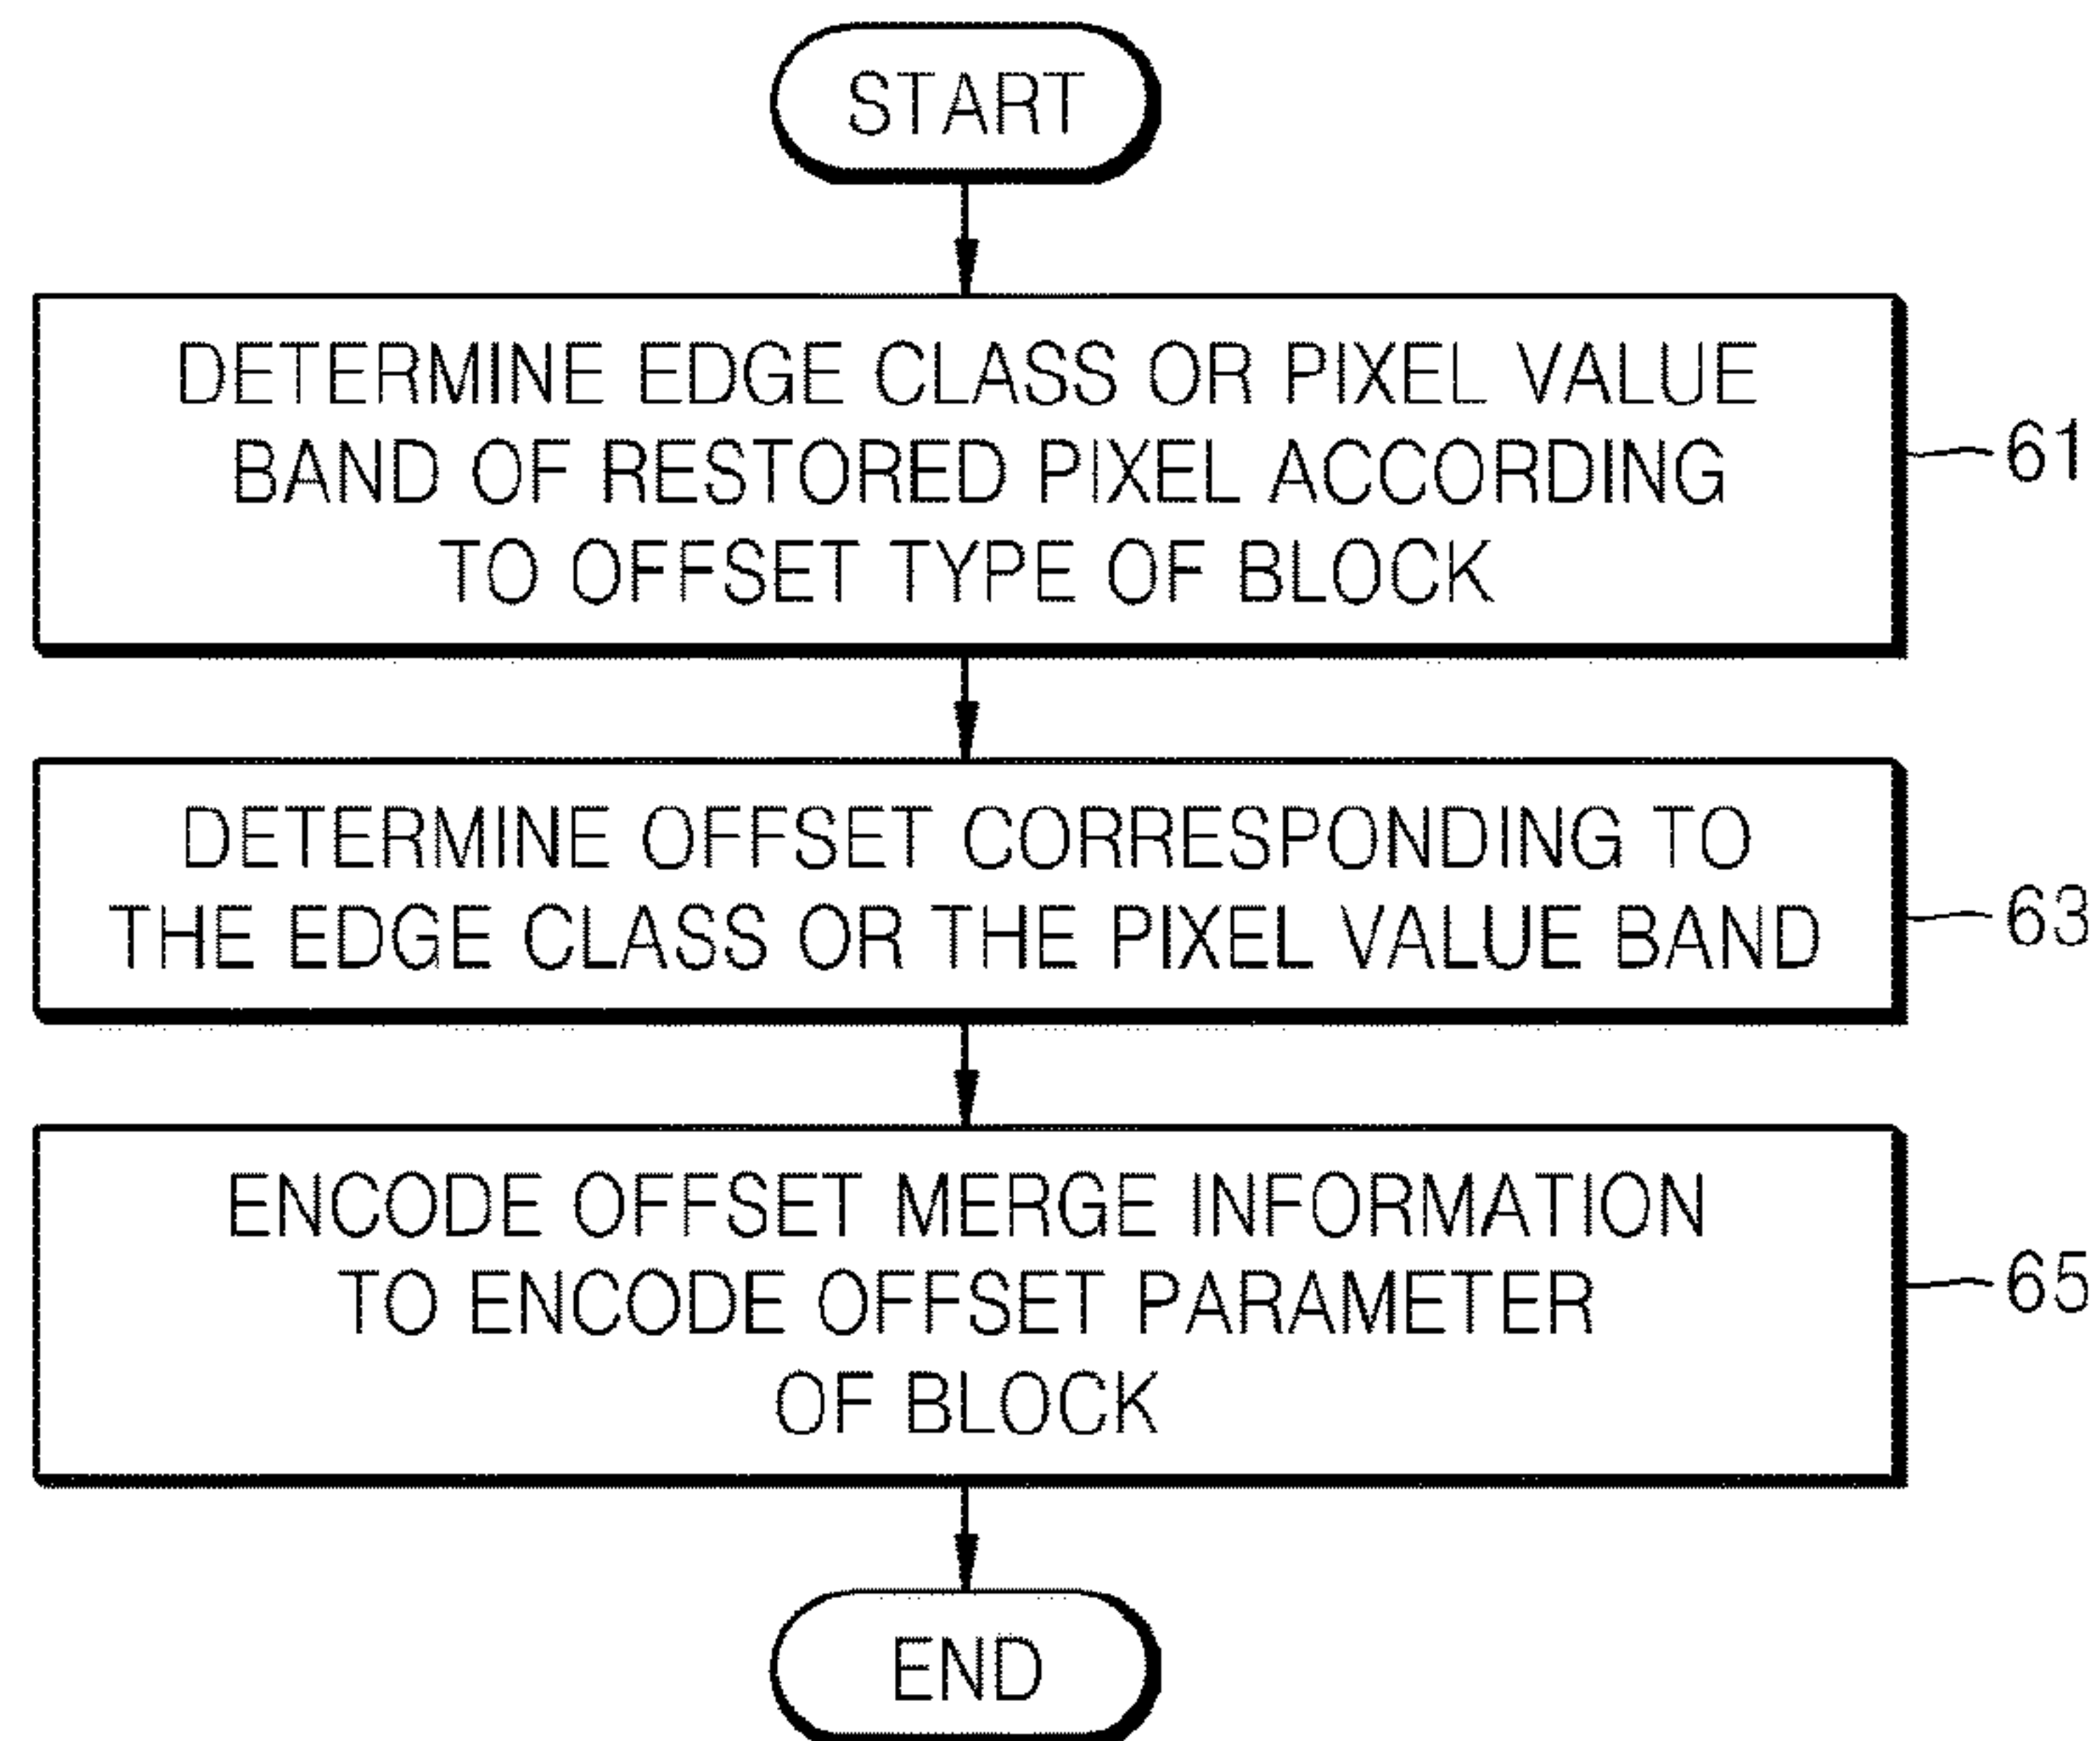 START
DETERMINE EDGE CLASS OR PIXEL VALUE
BAND OF RESTORED PIXEL ACCORDING
TO OFFSET TYPE OF BLOCK
61
DETERMINE OFFSET CORRESPONDING TO
THE EDGE CLASS OR THE PIXEL VALUE BAND
63
ENCODE OFFSET MERGE INFORMATION
TO ENCODE OFFSET PARAMETER
OF BLOCK
65
END